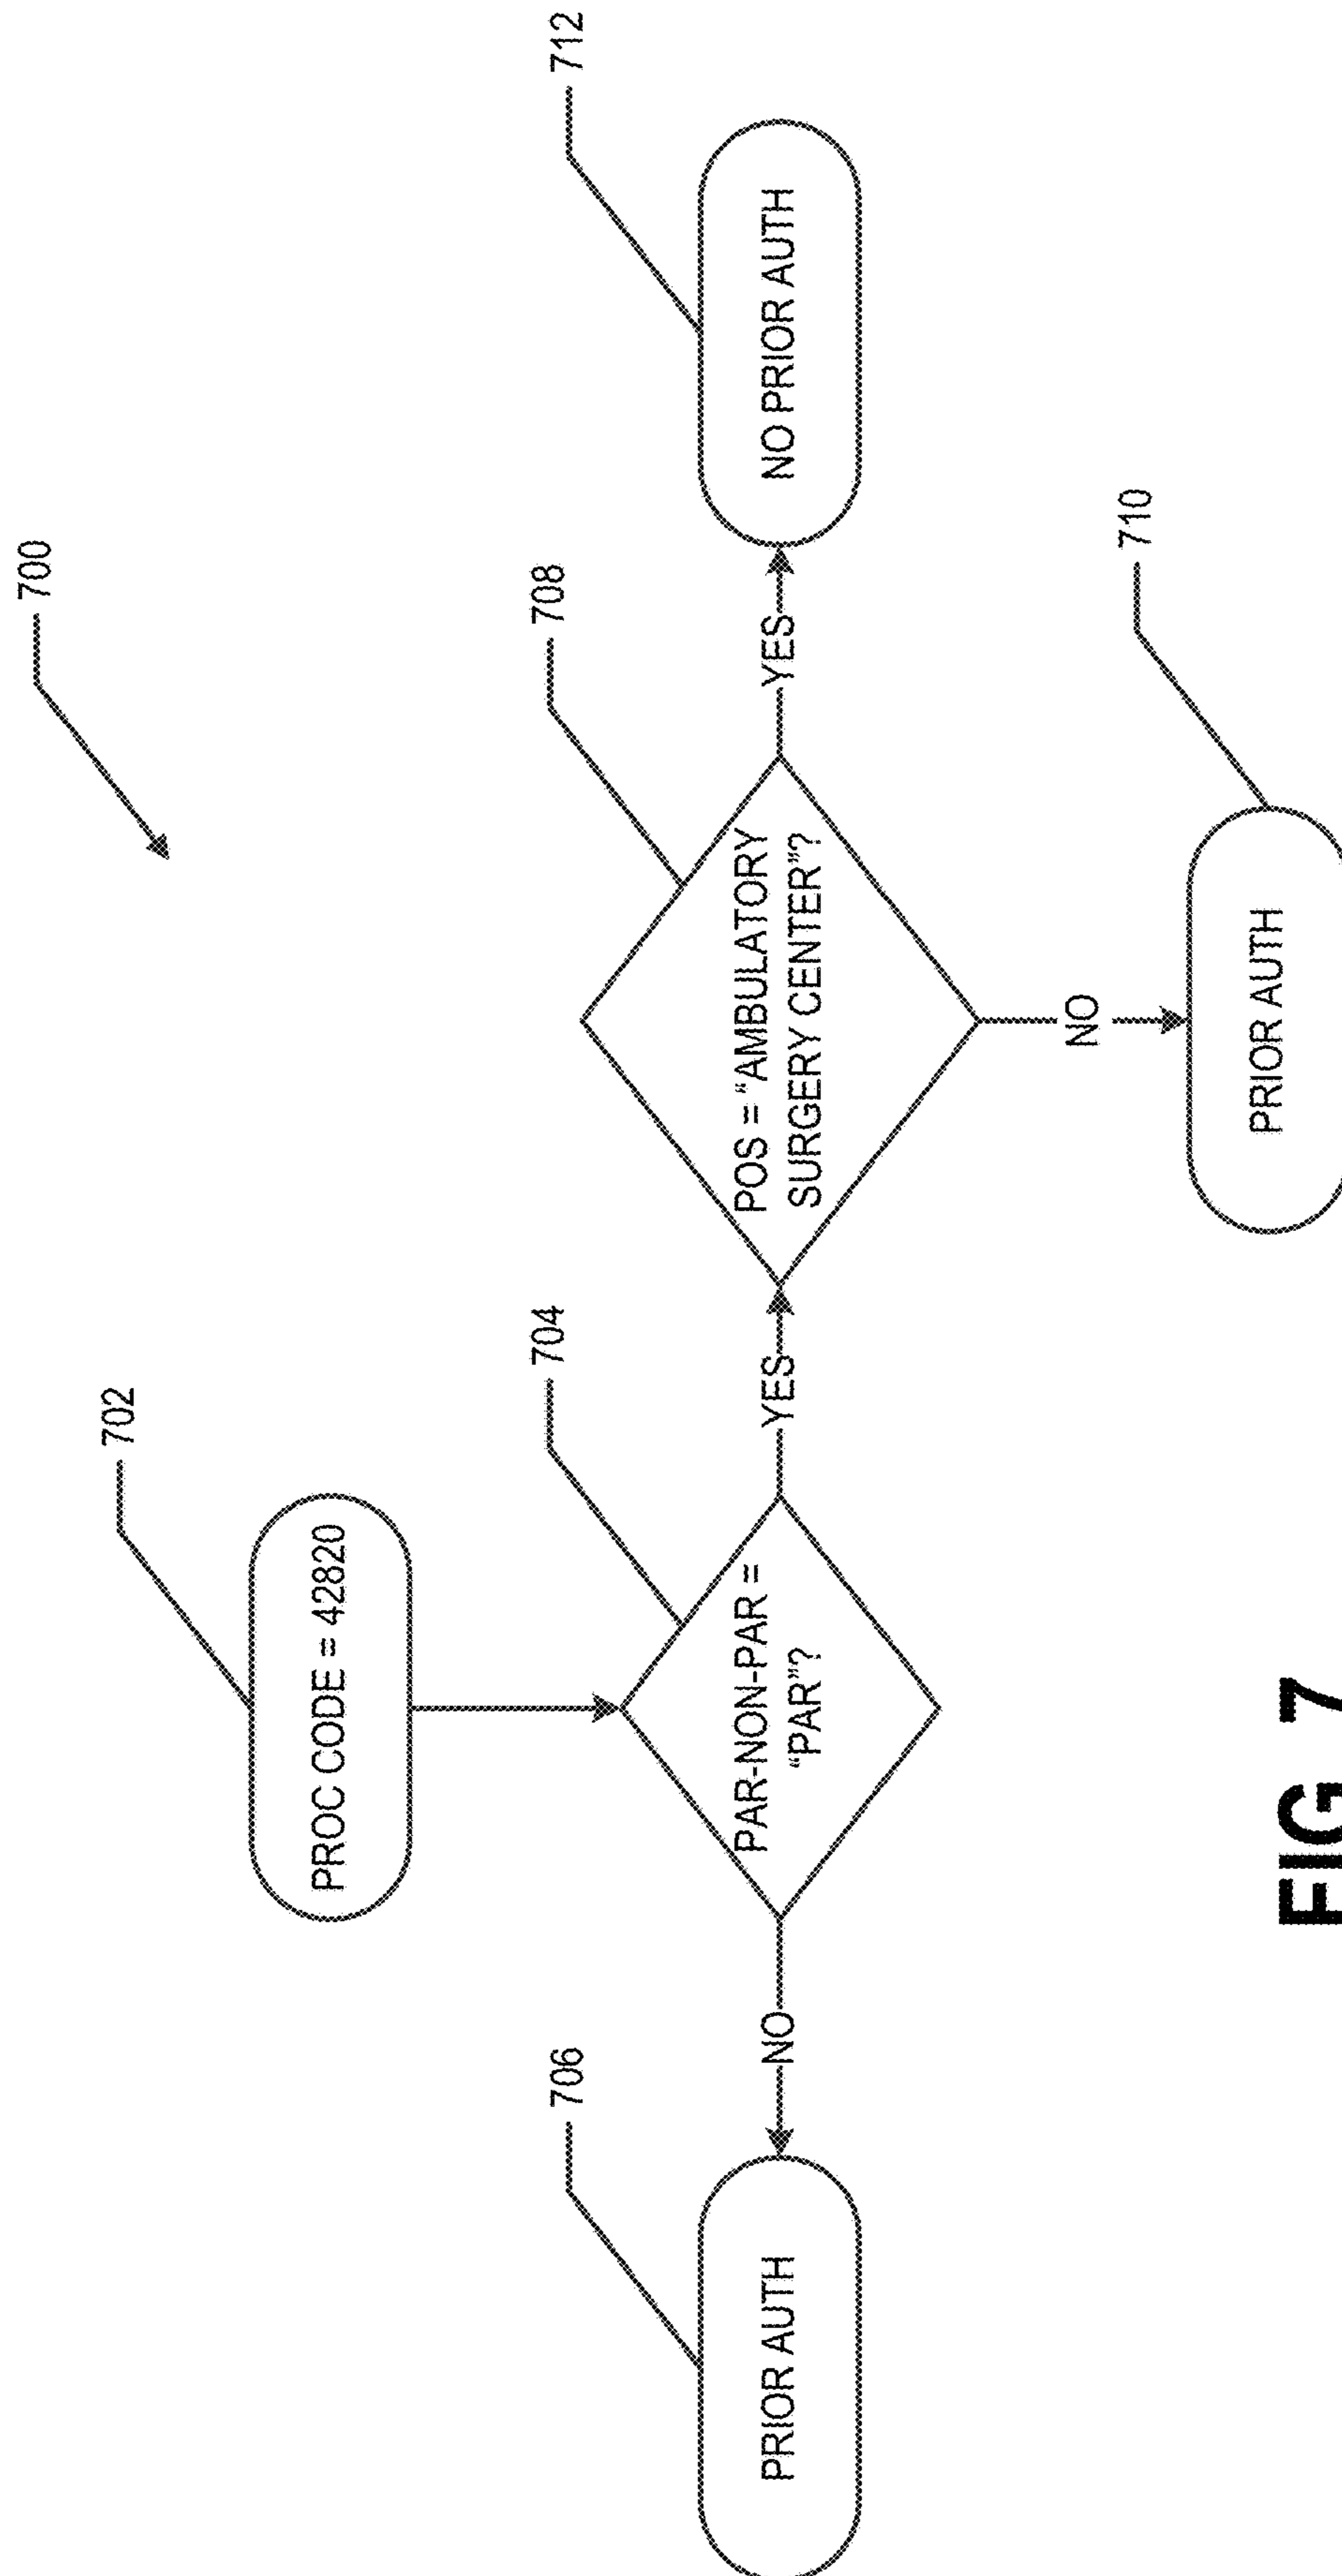 700
702
PROC CODE = 42820
704
PAR-NON-PAR =
“PAR”?
NO
706
PRIOR AUTH
YES
708
POS = “AMBULATORY
SURGERY CENTER”?
YES
712
NO PRIOR AUTH
NO
710
PRIOR AUTH
FIG. 7